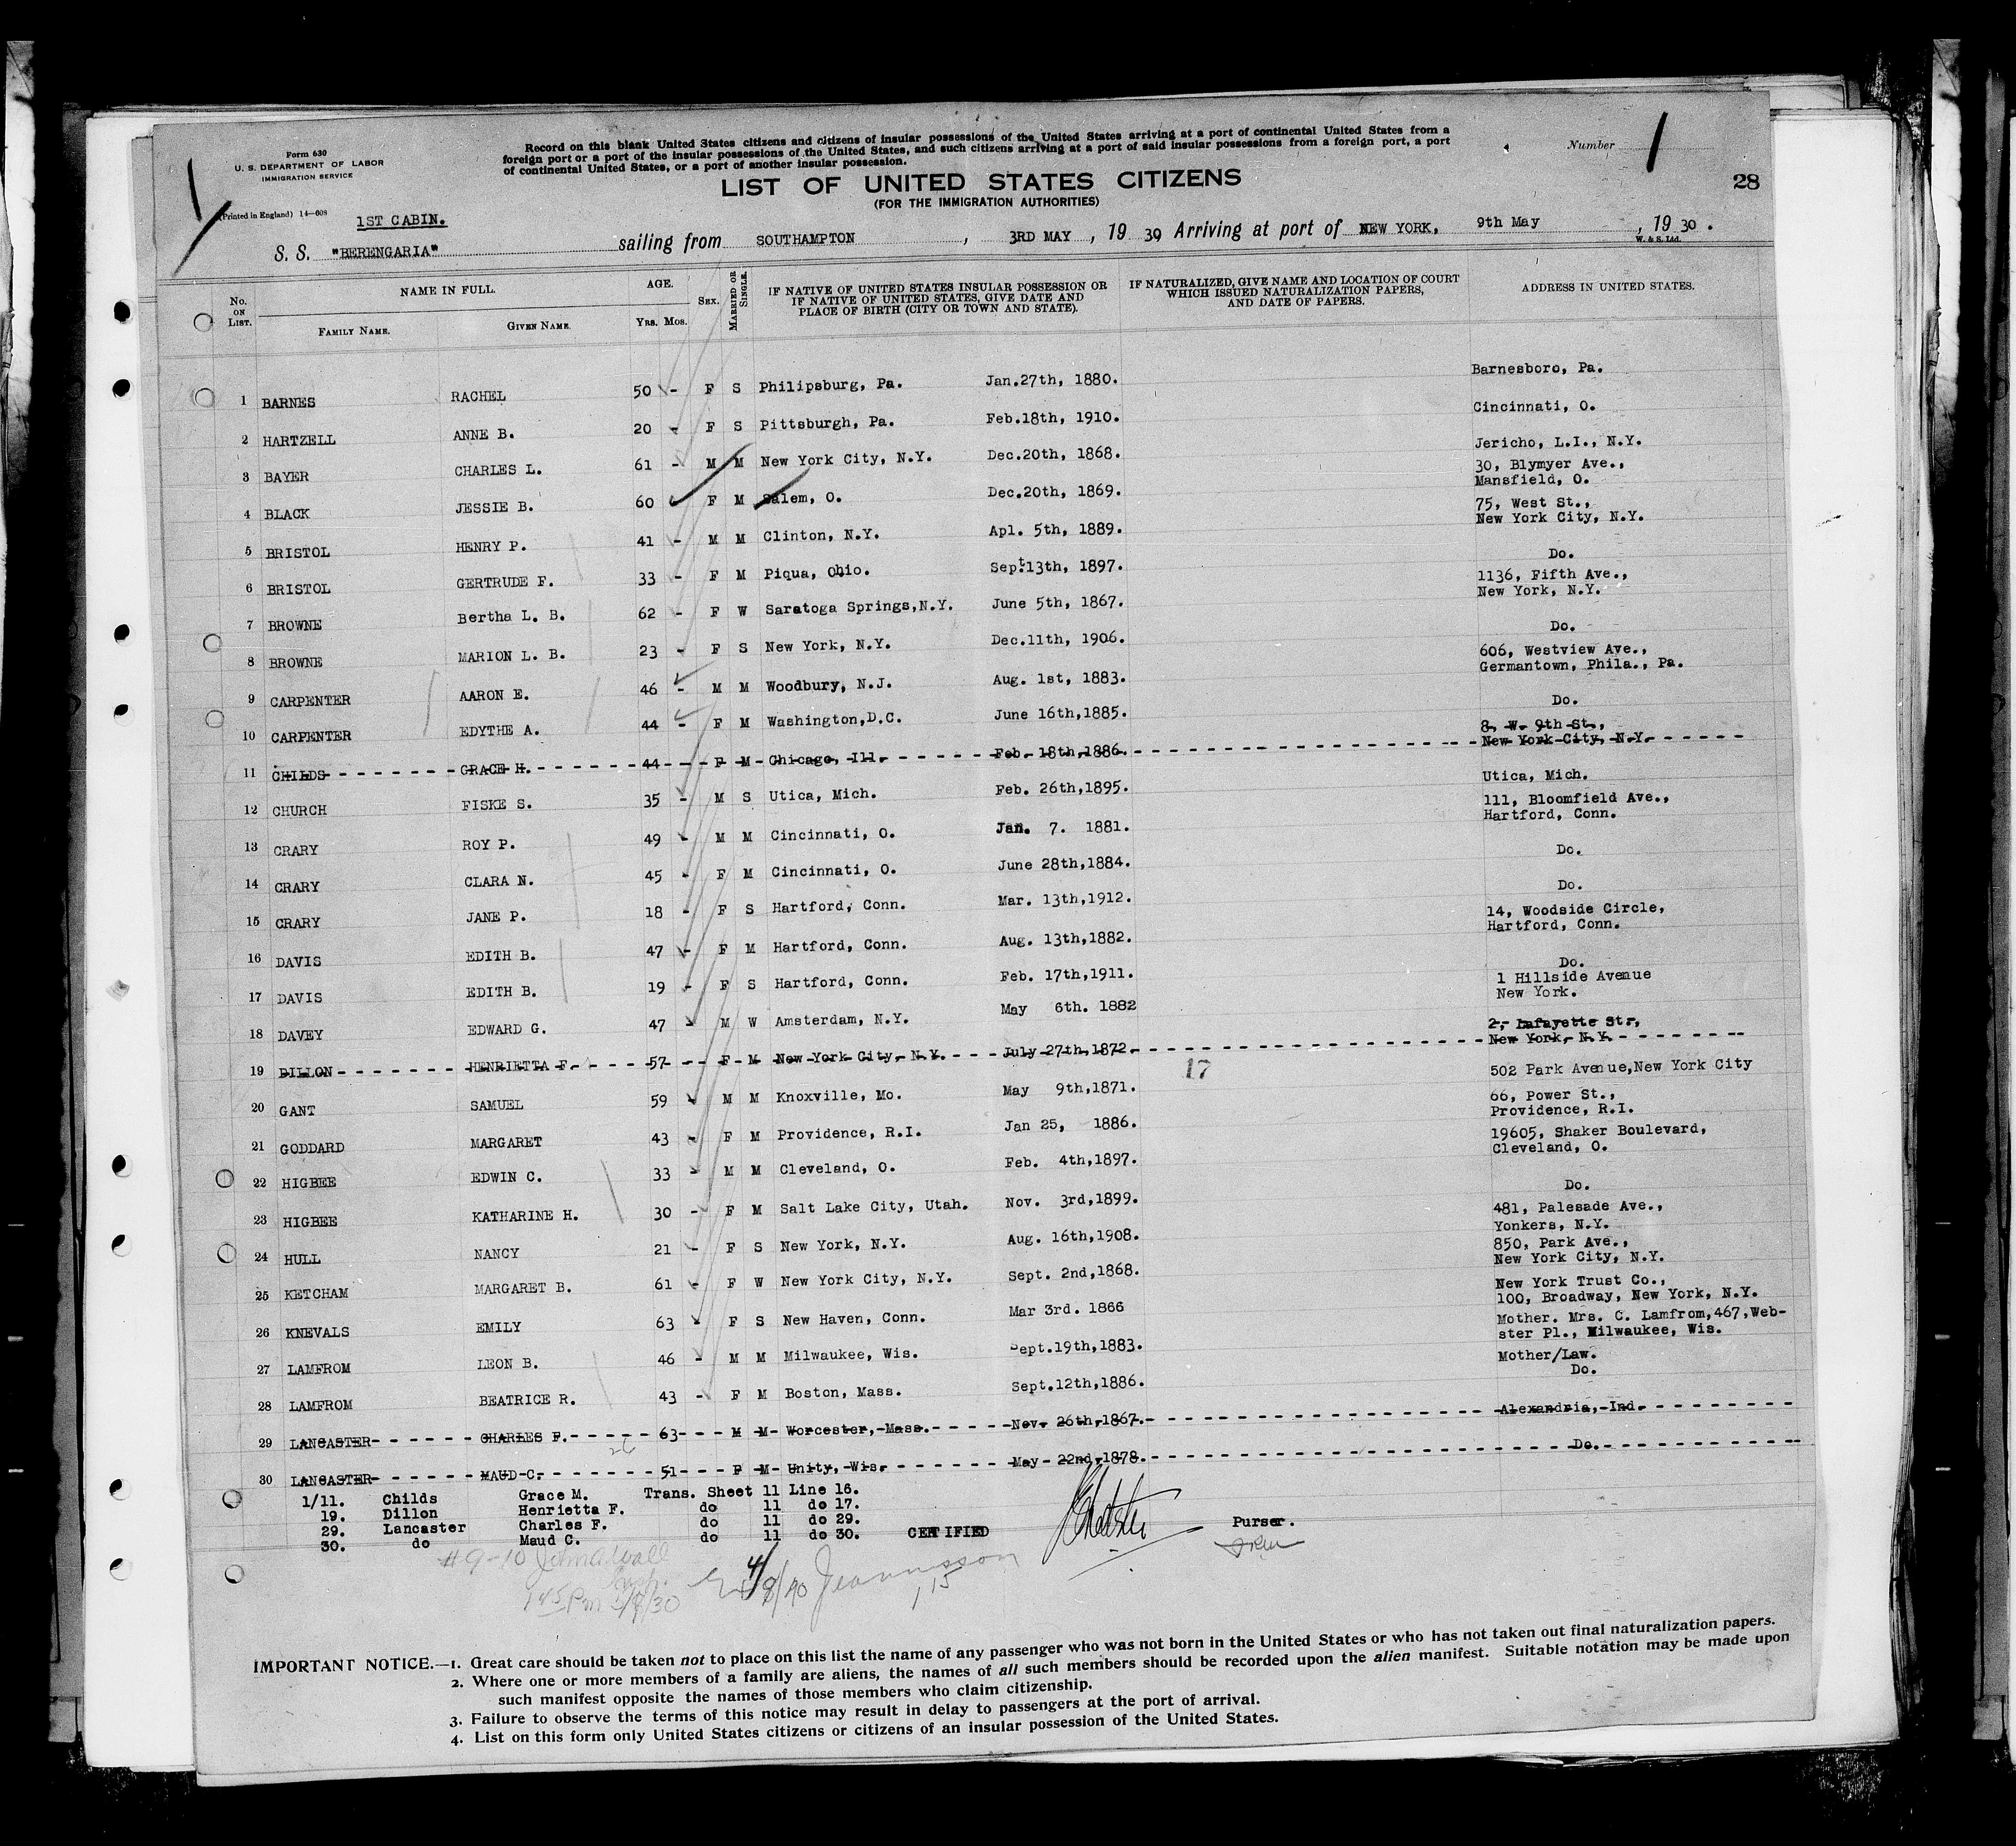 Form 630
U. S. DEPARTMENT OF LABOR
IMMIGRATION SERVICE
(Printed in England) 14—608
Record on this blank United States citizens and citizens of insular possessions of the United States arriving at a port of continental United States from a
foreign port or a port of the insular possessions of the United States, and such citizens arriving at a port of said insular possessions from a foreign port, a port
of continental United States, or a port of another insular possession.
Number 1
28
LIST OF UNITED STATES CITIZENS
(FOR THE IMMIGRATION AUTHORITIES)
1ST CABIN.
S. S. "BERENGARIA" sailing from SOUTHAMPTON, 3RD MAY, 19 30 Arriving at port of NEW YORK, 9th May, 19 30.
W. & S. Ltd.
No. ON LIST. NAME IN FULL. FAMILY NAME. GIVEN NAME. AGE. YRS. MOS. SEX. MARRIED OR SINGLE. IF NATIVE OF UNITED STATES INSULAR POSSESSION OR IF NATIVE OF UNITED STATES, GIVE DATE AND PLACE OF BIRTH (CITY OR TOWN AND STATE). IF NATURALIZED, GIVE NAME AND LOCATION OF COURT WHICH ISSUED NATURALIZATION PAPERS, AND DATE OF PAPERS. ADDRESS IN UNITED STATES.
1 BARNES RACHEL 50 - F S Philipsburg, Pa. Jan.27th, 1880. Barnesboro, Pa.
2 HARTZELL ANNE B. 20 - F S Pittsburgh, Pa. Feb.18th, 1910. Cincinnati, O.
3 BAYER CHARLES L. 61 - M M New York City, N.Y. Dec.20th, 1868. Jericho, L.I., N.Y.
4 BLACK JESSIE B. 60 F M Salem, O. Dec.20th, 1869. 30, Blymyer Ave., Mansfield, O.
5 BRISTOL HENRY P. 41 - M M Clinton, N.Y. Apl. 5th, 1889. 75, West St., New York City, N.Y.
6 BRISTOL GERTRUDE F. 33 - F M Piqua, Ohio. Sept.13th, 1897. Do.
7 BROWNE Bertha L. B. 62 - F W Saratoga Springs,N.Y. June 5th, 1867. 1136, Fifth Ave., New York, N.Y.
8 BROWNE MARION L. B. 23 - F S New York, N.Y. Dec.11th, 1906. Do.
9 CARPENTER AARON E. 46 - M M Woodbury, N.J. Aug. 1st, 1883. 606, Westview Ave., Germantown, Phila., Pa.
10 CARPENTER EDYTHE A. 44 - F M Washington,D.C. June 16th,1885. Do.
11 CHILDS GRACE H. 44 F M Chicago, Ill. Feb. 18th,1886. 8, W. 9th St., New York City, N.Y.
12 CHURCH FISKE S. 35 - M S Utica, Mich. Feb. 26th,1895. Utica, Mich.
13 CRARY ROY P. 49 - M M Cincinnati, O. Jan. 7. 1881. 111, Bloomfield Ave., Hartford, Conn.
14 CRARY CLARA N. 45 - F M Cincinnati, O. June 28th,1884. Do.
15 CRARY JANE P. 18 - F S Hartford, Conn. Mar. 13th,1912. Do.
16 DAVIS EDITH B. 47 - F M Hartford, Conn. Aug. 13th,1882. 14, Woodside Circle, Hartford, Conn.
17 DAVIS EDITH B. 19 - F S Hartford, Conn. Feb. 17th,1911. Do.
18 DAVEY EDWARD G. 47 - M W Amsterdam, N.Y. May 6th. 1882 1 Hillside Avenue New York.
19 DILLON HENRIETTA F. 57 F M New York City, N.Y. July 27th,1872. 2, Lafayette St., New York, N.Y.
17
20 GANT SAMUEL 59 M M Knoxville, Mo. May 9th,1871. 502 Park Avenue,New York City
21 GODDARD MARGARET 43 - F M Providence, R.I. Jan 25, 1886. 66, Power St., Providence, R.I.
22 HIGBEE EDWIN C. 33 - M M Cleveland, O. Feb. 4th,1897. 19605, Shaker Boulevard, Cleveland, O.
23 HIGBEE KATHARINE H. 30 - F M Salt Lake City, Utah. Nov. 3rd,1899. Do.
24 HULL NANCY 21 - F S New York, N.Y. Aug. 16th,1908. 481, Palesade Ave., Yonkers, N.Y.
25 KETCHAM MARGARET B. 61 - F W New York City, N.Y. Sept. 2nd,1868. 850, Park Ave., New York City, N.Y.
26 KNEVALS EMILY 63 F S New Haven, Conn. Mar 3rd. 1866 New York Trust Co., 100, Broadway, New York, N.Y.
27 LAMFROM LEON B. 46 - M M Milwaukee, Wis. Sept.19th,1883. Mother. Mrs. C. Lamfrom,467,Web- ster Pl., Milwaukee, Wis.
28 LAMFROM BEATRICE R. 43 - F M Boston, Mass. Sept.12th,1886. Mother/Law. Do.
29 LANCASTER CHARLES F. 63 M M Worcester, Mass. Nov. 26th,1867. Alexandria, Ind.
26
30 LANCASTER MAUD C. 51 F M Unity, Wis. May 22nd,1878. Do.
1/11. Childs Grace M. Trans. Sheet 11 Line 16.
19. Dillon Henrietta F. do 11 do 17.
29. Lancaster Charles F. do 11 do 29.
30. do Maud C. do 11 do 30. CERTIFIED Purser.
#9-10
IMPORTANT NOTICE.—1. Great care should be taken not to place on this list the name of any passenger who was not born in the United States or who has not taken out final naturalization papers.
2. Where one or more members of a family are aliens, the names of all such members should be recorded upon the alien manifest. Suitable notation may be made upon
such manifest opposite the names of those members who claim citizenship.
3. Failure to observe the terms of this notice may result in delay to passengers at the port of arrival.
4. List on this form only United States citizens or citizens of an insular possession of the United States.